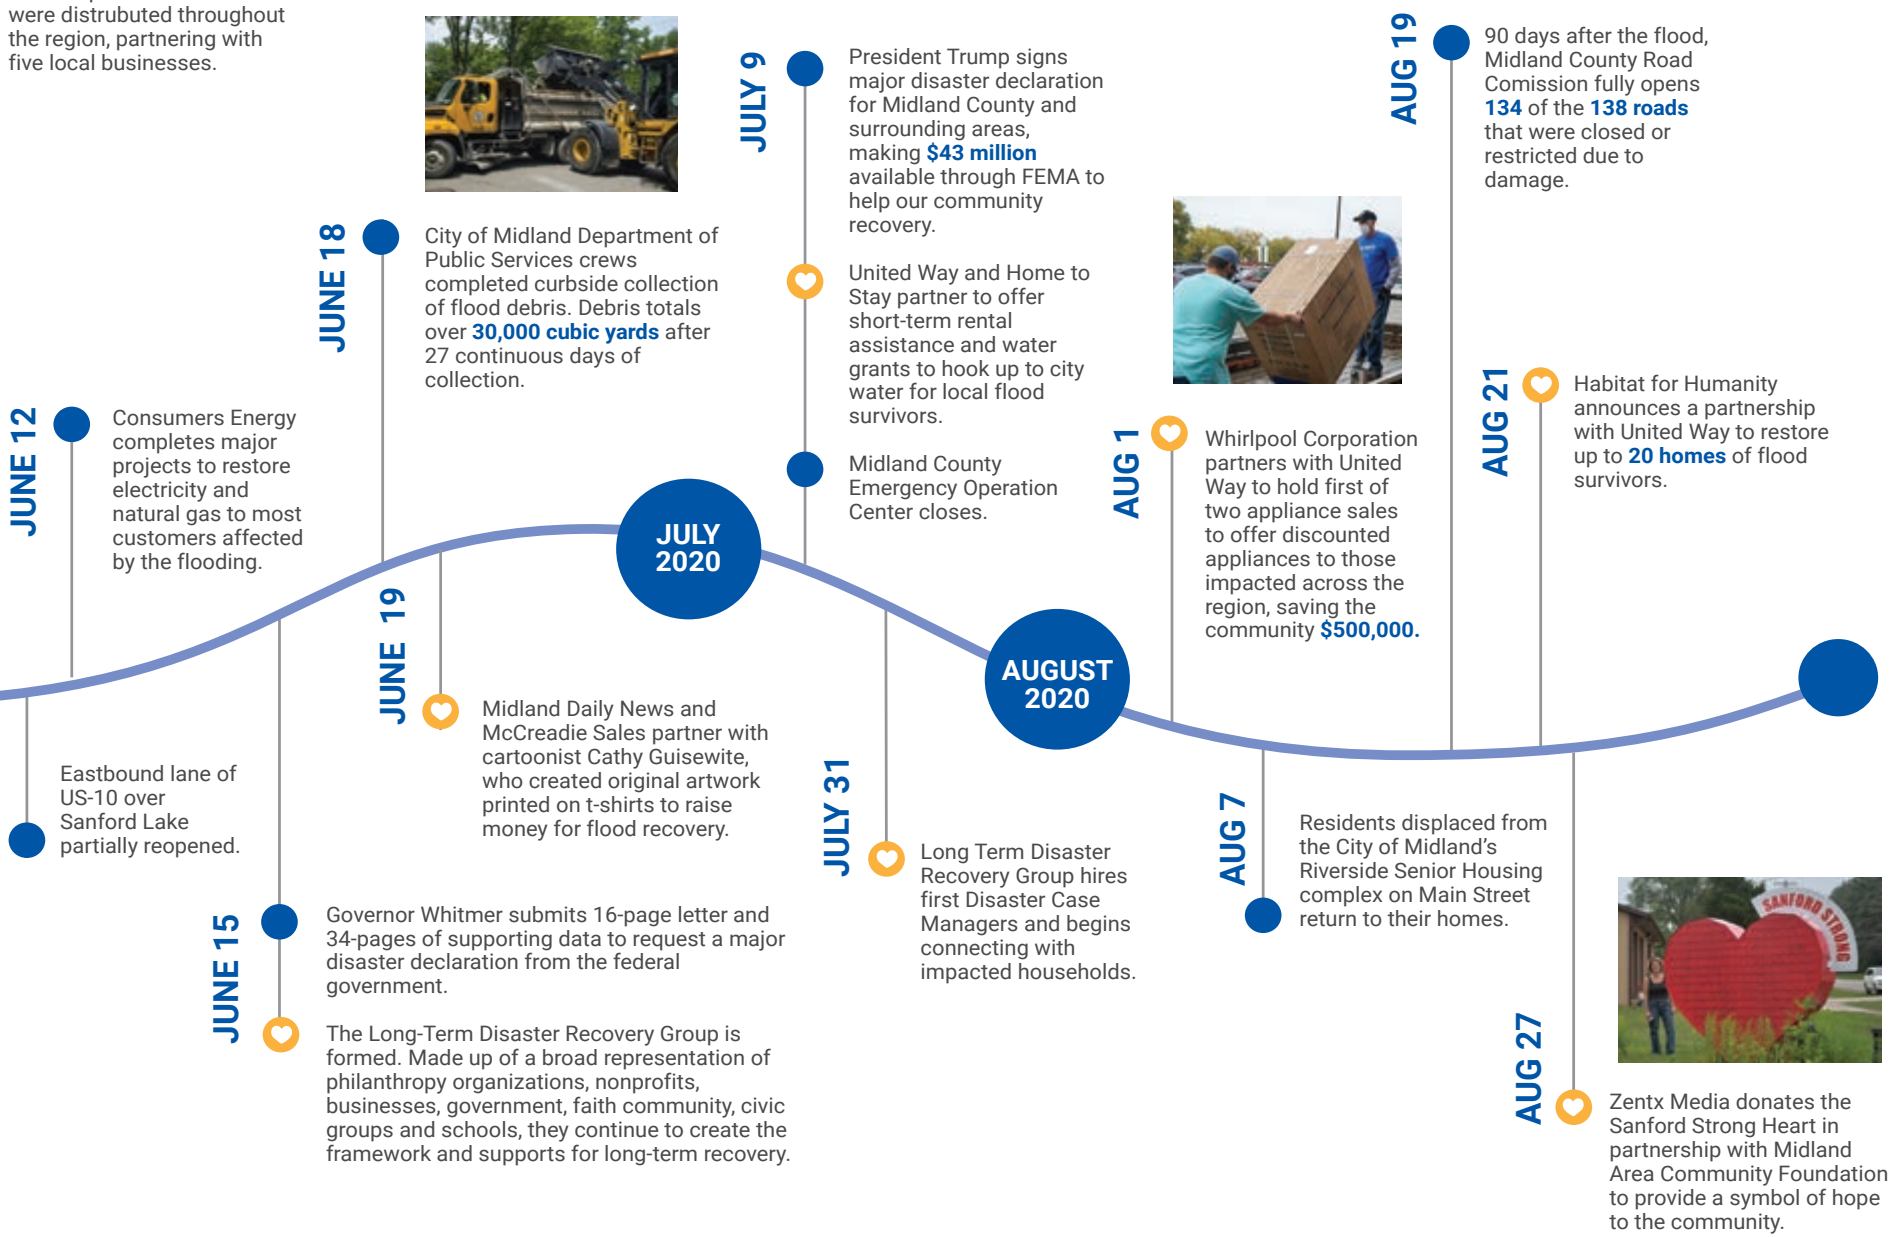 were distrubuted throughout
the region, partnering with
five local businesses.
JUNE 12
Consumers Energy
completes major
projects to restore
electricity and
natural gas to most
customers affected
by the flooding.
Eastbound lane of
US-10 over
Sanford Lake
partially reopened.
JUNE 15
Governor Whitmer submits 16-page letter and
34-pages of supporting data to request a major
disaster declaration from the federal
government.
The Long-Term Disaster Recovery Group is
formed. Made up of a broad representation of
philanthropy organizations, nonprofits,
businesses, government, faith community, civic
groups and schools, they continue to create the
framework and supports for long-term recovery.
JUNE 18
City of Midland Department of
Public Services crews
completed curbside collection
of flood debris. Debris totals
over 30,000 cubic yards after
27 continuous days of
collection.
JUNE 19
Midland Daily News and
McCreadie Sales partner with
cartoonist Cathy Guisewite,
who created original artwork
printed on t-shirts to raise
money for flood recovery.
JULY
2020
JULY 9
President Trump signs
major disaster declaration
for Midland County and
surrounding areas,
making $43 million
available through FEMA to
help our community
recovery.
United Way and Home to
Stay partner to offer
short-term rental
assistance and water
grants to hook up to city
water for local flood
survivors.
Midland County
Emergency Operation
Center closes.
JULY 31
Long Term Disaster
Recovery Group hires
first Disaster Case
Managers and begins
connecting with
impacted households.
AUGUST
2020
AUG 1
Whirlpool Corporation
partners with United
Way to hold first of
two appliance sales
to offer discounted
appliances to those
impacted across the
region, saving the
community $500,000.
AUG 7
Residents displaced from
the City of Midland's
Riverside Senior Housing
complex on Main Street
return to their homes.
AUG 19
90 days after the flood,
Midland County Road
Comission fully opens
134 of the 138 roads
that were closed or
restricted due to
damage.
AUG 21
Habitat for Humanity
announces a partnership
with United Way to restore
up to 20 homes of flood
survivors.
AUG 27
SANFORD STRONG
Zentx Media donates the
Sanford Strong Heart in
partnership with Midland
Area Community Foundation
to provide a symbol of hope
to the community.